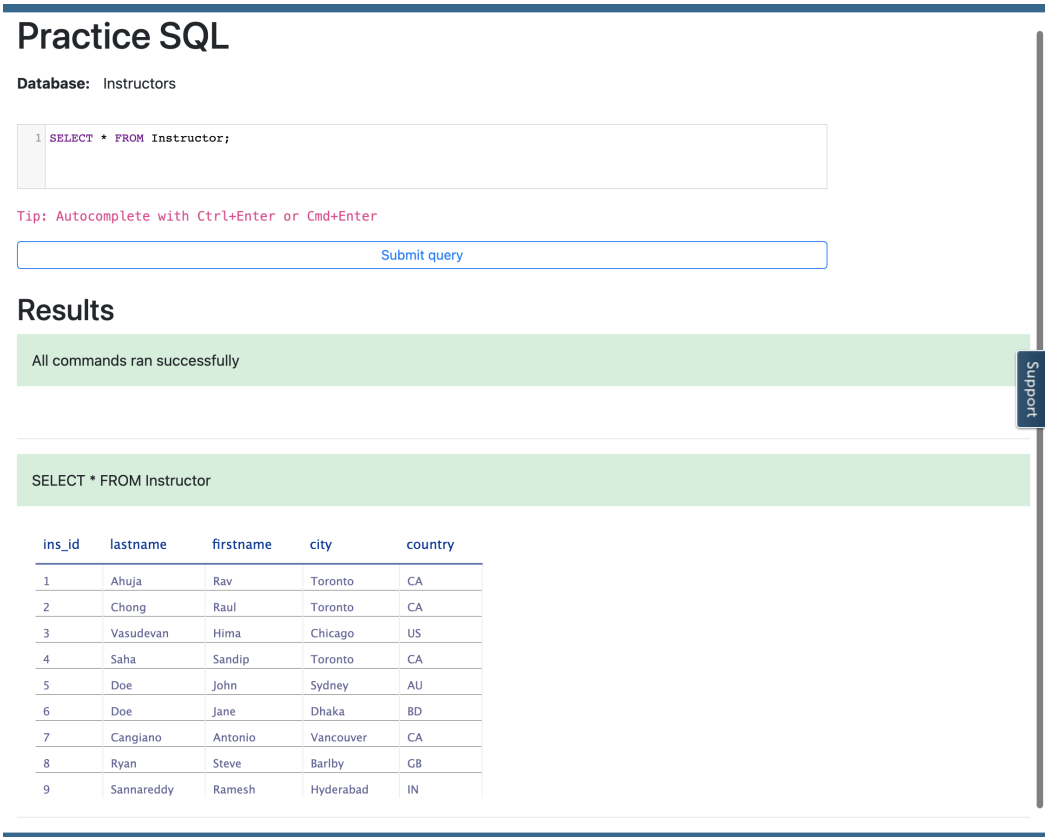 Practice SQL
Database: Instructors
1 SELECT * FROM Instructor;
Tip: Autocomplete with Ctrl+Enter or Cmd+Enter
Submit query
Results
All commands ran successfully
Support
SELECT * FROM Instructor
ins_id lastname firstname city country
1 Ahuja Rav Toronto CA
2 Chong Raul Toronto CA
3 Vasudevan Hima Chicago US
4 Saha Sandip Toronto CA
5 Doe John Sydney AU
6 Doe Jane Dhaka BD
7 Cangiano Antonio Vancouver CA
8 Ryan Steve Barlby GB
9 Sannareddy Ramesh Hyderabad IN